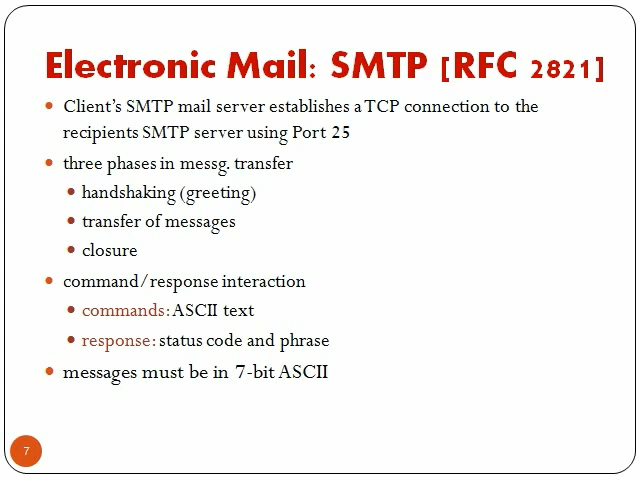 Electronic Mail: SMTP [RFC 2821]
• Client's SMTP mail server establishes a TCP connection to the
recipients SMTP server using Port 25
• three phases in messg. transfer
• handshaking (greeting)
• transfer of messages
• closure
• command/response interaction
• commands: ASCII text
• response: status code and phrase
• messages must be in 7-bit ASCII
7